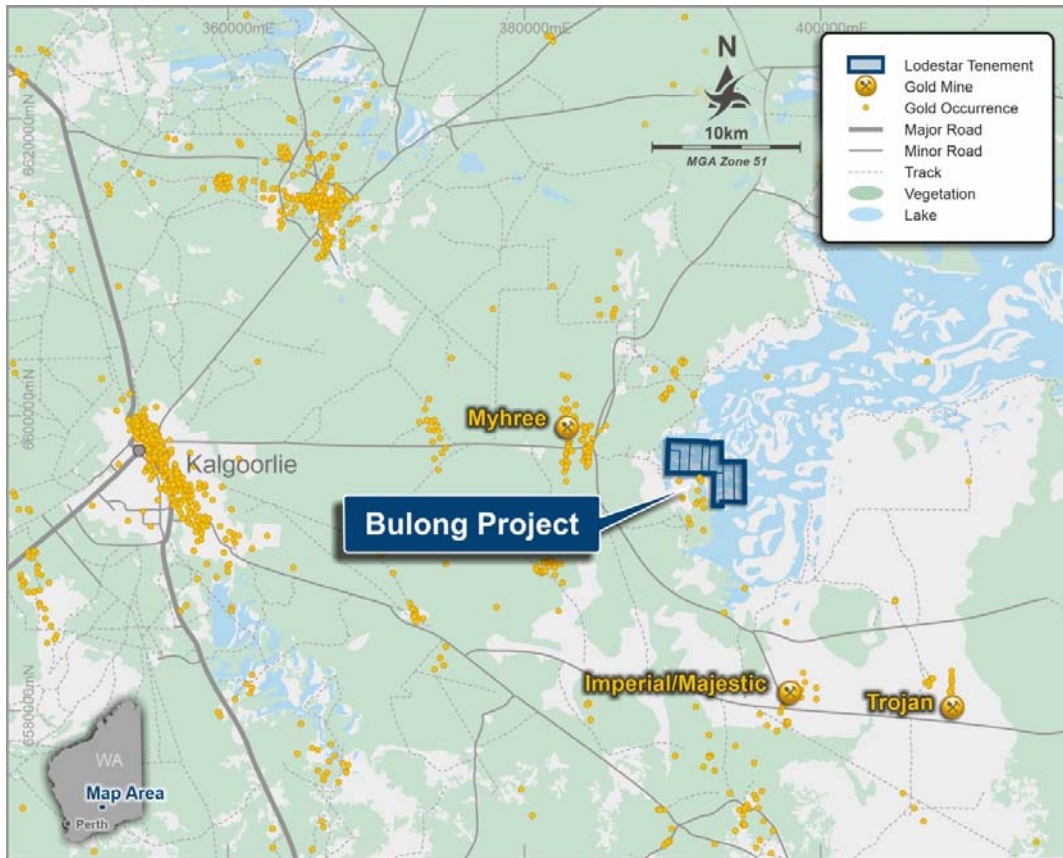 360000mE
380000mE
400000mE
6620000mN
6600000mN
6580000mN
N
10km
MGA Zone 51
Lodestar Tenement
Gold Mine
Gold Occurrence
Major Road
Minor Road
Track
Vegetation
Lake
Myhree
Kalgoorlie
Bulong Project
Imperial/Majestic
Trojan
WA
Map Area
Perth